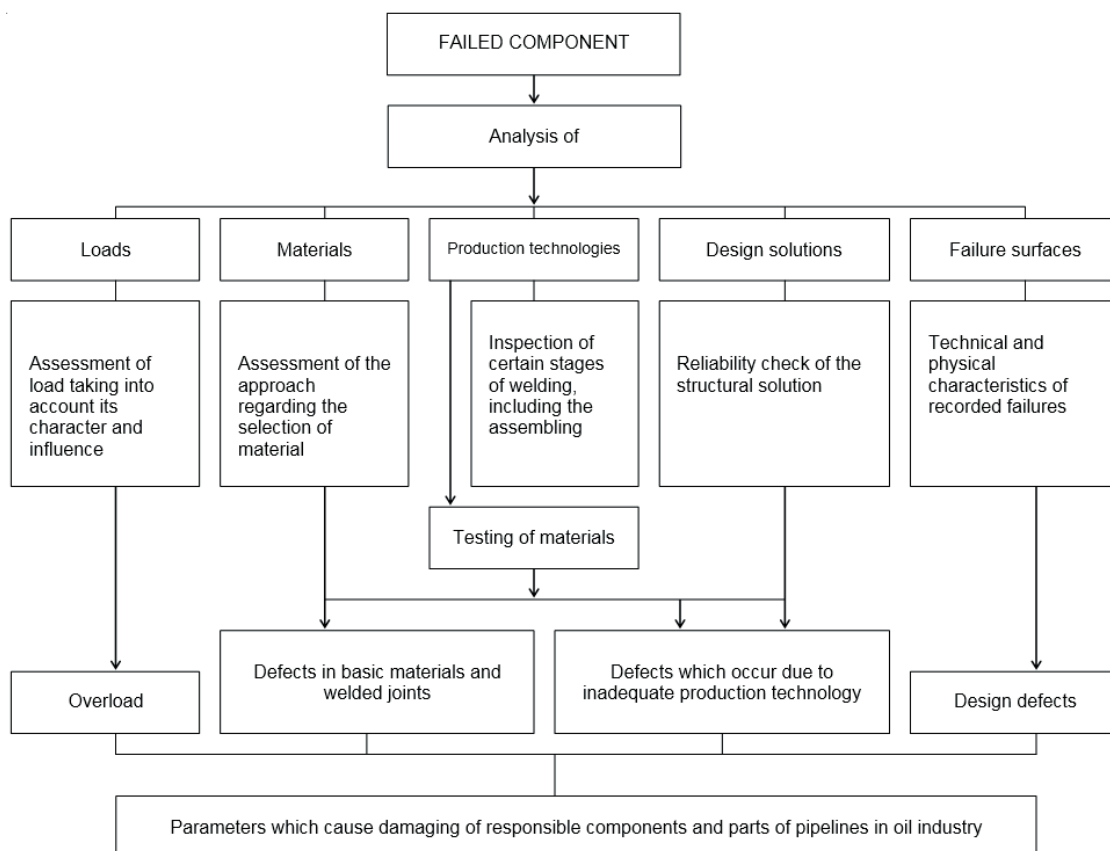 FAILED COMPONENT
Analysis of
Loads
Materials
Production technologies
Design solutions
Failure surfaces
Assessment of
load taking into
account its
character and
influence
Assessment of the
approach
regarding the
selection of
material
Inspection of
certain stages
of welding,
including the
assembling
Reliability check of the
structural solution
Technical and
physical
characteristics of
recorded failures
Testing of materials
Overload
Defects in basic materials and
welded joints
Defects which occur due to
inadequate production technology
Design defects
Parameters which cause damaging of responsible components and parts of pipelines in oil industry